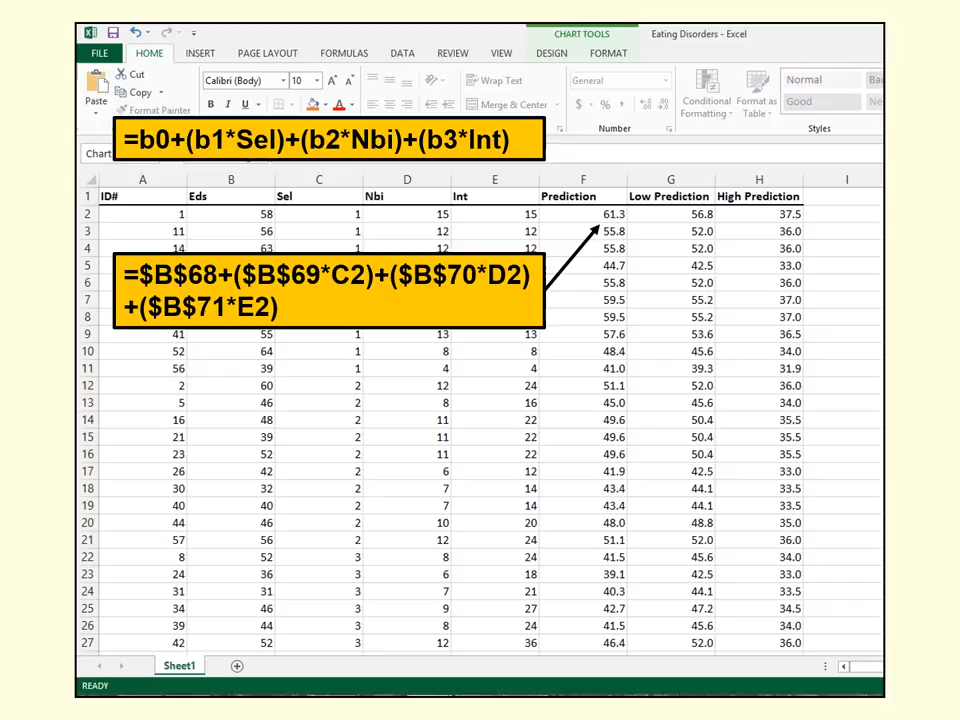 CHART TOOLS Eating Disorders - Excel
FILE HOME INSERT PAGE LAYOUT FORMULAS DATA REVIEW VIEW DESIGN FORMAT
Cut
Copy
Format Painter
Paste
Calibri (Body) 10 A A
B I U A
Wrap Text
Merge & Center
General
$ % ,
Conditional Formatting
Format as Table
Normal
Good
Number Styles
=b0+(b1*Sel)+(b2*Nbi)+(b3*Int)
Chart
A B C D E F G H I
1 ID# Eds Sel Nbi Int Prediction Low Prediction High Prediction
2 1 58 1 15 15 61.3 56.8 37.5
3 11 56 1 12 12 55.8 52.0 36.0
4 14 63 1 12 12 55.8 52.0 36.0
=$B$68+($B$69*C2)+($B$70*D2)
+($B$71*E2)
5 44.7 42.5 33.0
6 55.8 52.0 36.0
7 59.5 55.2 37.0
8 59.5 55.2 37.0
9 41 55 1 13 13 57.6 53.6 36.5
10 52 64 1 8 8 48.4 45.6 34.0
11 56 39 1 4 4 41.0 39.3 31.9
12 2 60 2 12 24 51.1 52.0 36.0
13 5 46 2 8 16 45.0 45.6 34.0
14 16 48 2 11 22 49.6 50.4 35.5
15 21 39 2 11 22 49.6 50.4 35.5
16 23 52 2 11 22 49.6 50.4 35.5
17 26 42 2 6 12 41.9 42.5 33.0
18 30 32 2 7 14 43.4 44.1 33.5
19 40 40 2 7 14 43.4 44.1 33.5
20 44 46 2 10 20 48.0 48.8 35.0
21 57 56 2 12 24 51.1 52.0 36.0
22 8 52 3 8 24 41.5 45.6 34.0
23 24 36 3 6 18 39.1 42.5 33.0
24 31 31 3 7 21 40.3 44.1 33.5
25 34 46 3 9 27 42.7 47.2 34.5
26 39 44 3 8 24 41.5 45.6 34.0
27 42 52 3 12 36 46.4 52.0 36.0
Sheet1
READY